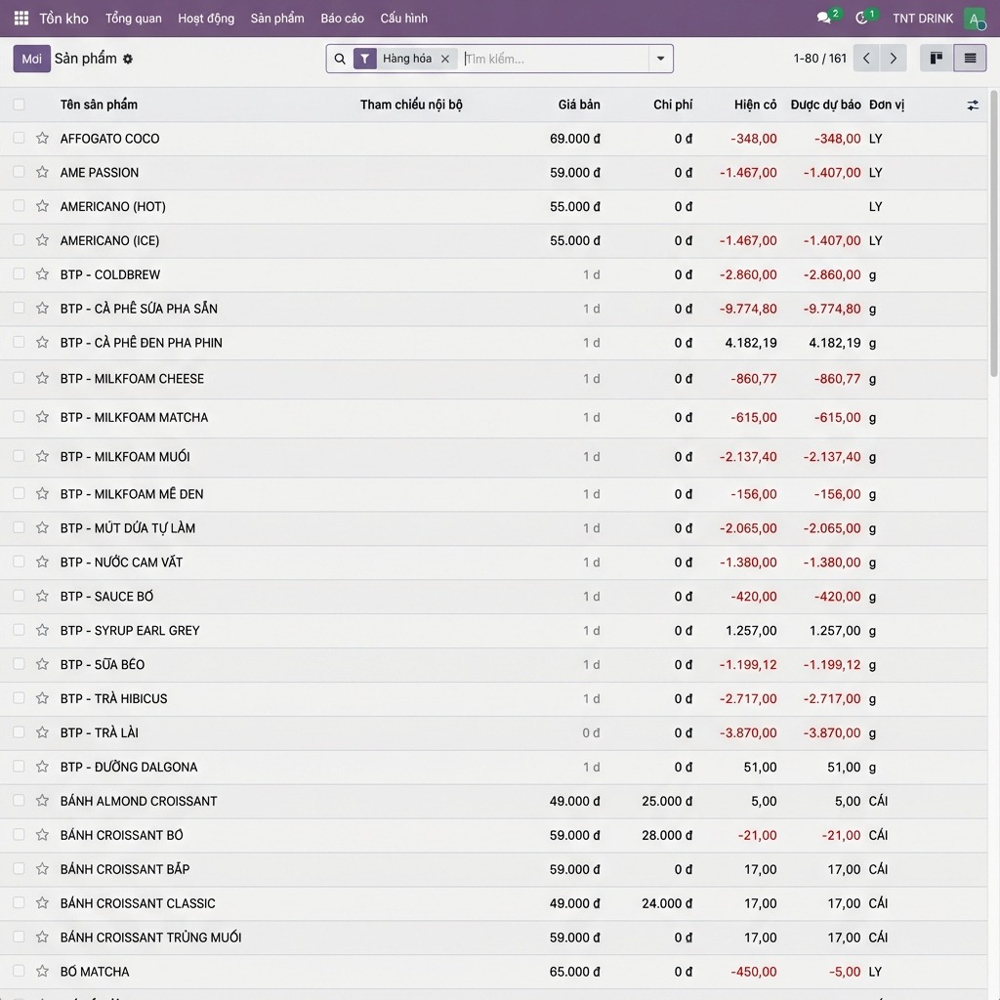 Tồn kho Tổng quan Hoạt động Sản phẩm Báo cáo Cấu hình 2 1 TNT DRINK A
Mơi Sản phẩm Hàng hóa Tìm kiếm... 1-80 / 161
Tên sản phẩm Tham chiếu nội bộ Giá bán Chi phí Hiện có Được dự báo Đơn vị
AFFOGATO COCO 69.000 đ 0 đ -348,00 -348,00 LY
AME PASSION 59.000 đ 0 đ -1.467,00 -1.407,00 LY
AMERICANO (HOT) 55.000 đ 0 đ LY
AMERICANO (ICE) 55.000 đ 0 đ -1.467,00 -1.407,00 LY
BTP - COLDBREW 1 d 0 đ -2.860,00 -2.860,00 g
BTP - CÀ PHÊ SỮA PHA SẴN 1 d 0 đ -9.774,80 -9.774,80 g
BTP - CÀ PHÊ ĐEN PHA PHIN 1 d 0 đ 4.182,19 4.182,19 g
BTP - MILKFOAM CHEESE 1 d 0 đ -860,77 -860,77 g
BTP - MILKFOAM MATCHA 1 d 0 đ -615,00 -615,00 g
BTP - MILKFOAM MUỐI 1 d 0 đ -2.137,40 -2.137,40 g
BTP - MILKFOAM MÈ DEN 1 d 0 đ -156,00 -156,00 g
BTP - MỨT DỨA TỰ LÀM 1 d 0 đ -2.065,00 -2.065,00 g
BTP - NƯỚC CAM VẮT 1 d 0 đ -1.380,00 -1.380,00 g
BTP - SAUCE BƠ 1 d 0 đ -420,00 -420,00 g
BTP - SYRUP EARL GREY 1 d 0 đ 1.257,00 1.257,00 g
BTP - SỮA BÉO 1 d 0 đ -1.199,12 -1.199,12 g
BTP - TRÀ HIBICUS 1 d 0 đ -2.717,00 -2.717,00 g
BTP - TRÀ LÀI 0 d 0 đ -3.870,00 -3.870,00 g
BTP - ĐƯỜNG DALGONA 1 d 0 đ 51,00 51,00 g
BÁNH ALMOND CROISSANT 49.000 đ 25.000 đ 5,00 5,00 CÁI
BÁNH CROISSANT BƠ 59.000 đ 28.000 đ -21,00 -21,00 CÁI
BÁNH CROISSANT BẮP 59.000 đ 0 đ 17,00 17,00 CÁI
BÁNH CROISSANT CLASSIC 49.000 đ 24.000 đ 17,00 17,00 CÁI
BÁNH CROISSANT TRỨNG MUỐI 59.000 đ 0 đ 17,00 17,00 CÁI
BƠ MATCHA 65.000 đ 0 đ -450,00 -5,00 LY